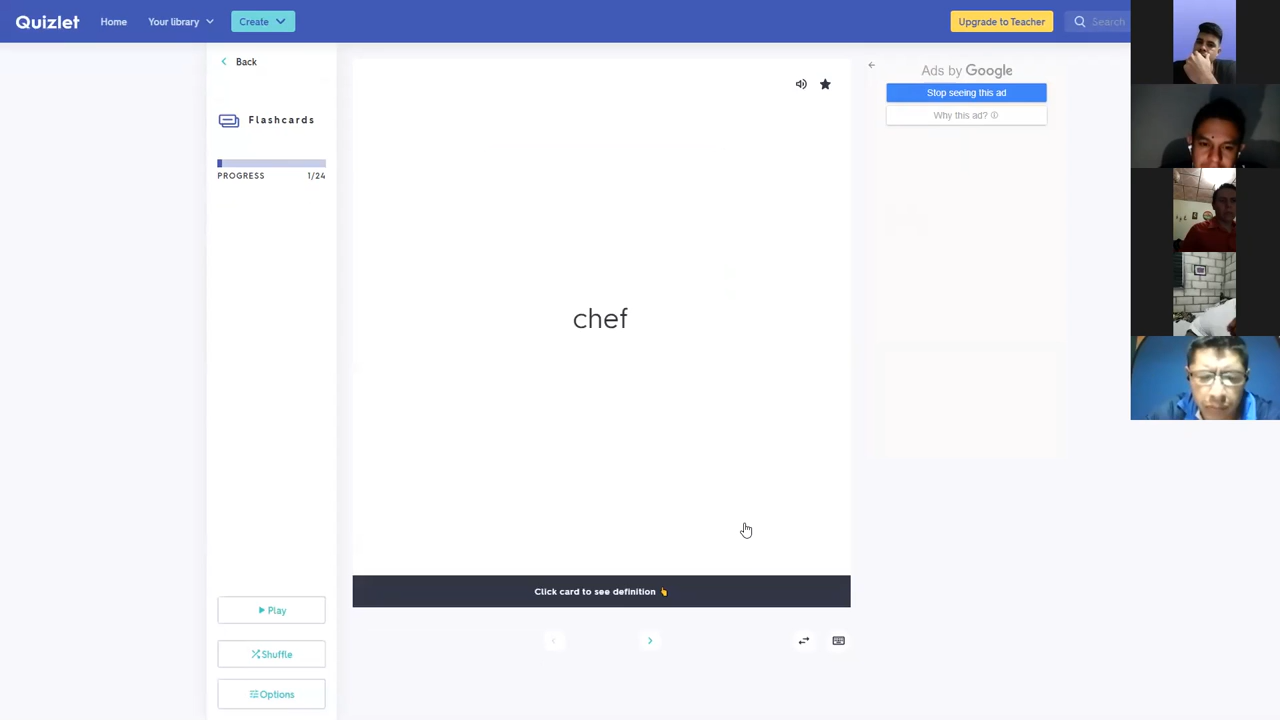 Quizlet
Home
Your library
Create
Upgrade to Teacher
Search
Back
Flashcards
PROGRESS 1/24
Play
Shuffle
Options
chef
Click card to see definition 👆
Ads by Google
Stop seeing this ad
Why this ad?